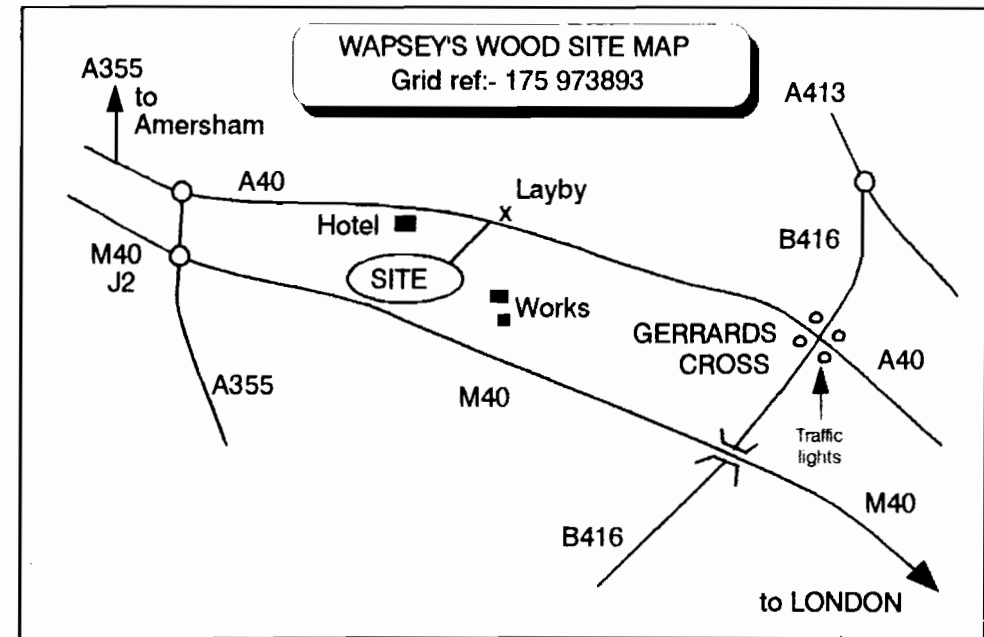 WAPSEY'S WOOD SITE MAP
Grid ref:- 175 973893
A355
to
Amersham
A413
A40
Layby
Hotel
B416
M40
J2
SITE
Works
GERRARDS
CROSS
A40
A355
M40
Traffic
lights
M40
B416
to LONDON